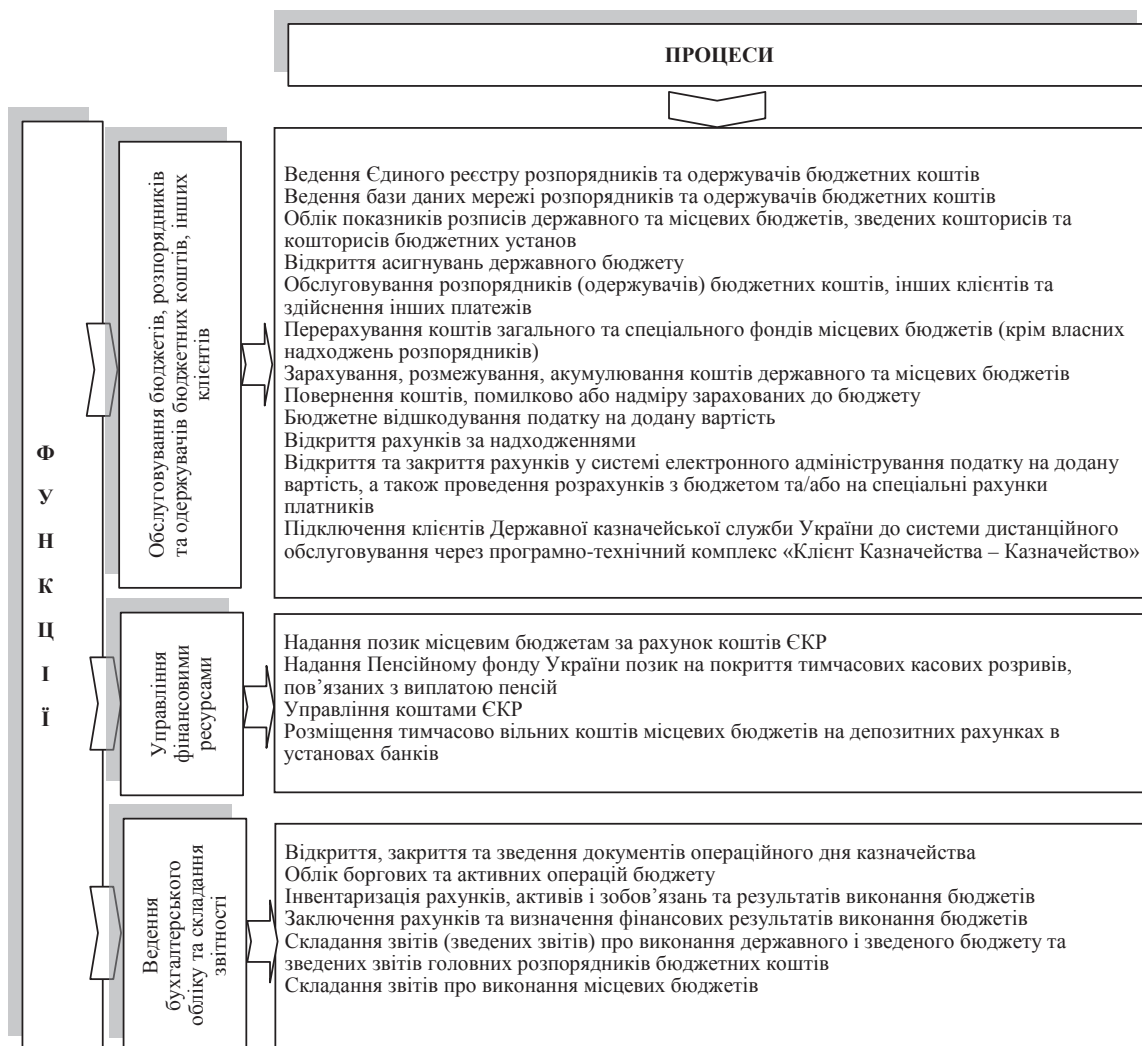 ПРОЦЕСИ
ФУНКЦІЇ
Обслуговування бюджетів, розпорядників
та одержувачів бюджетних коштів, інших
клієнтів
Ведення Єдиного реєстру розпорядників та одержувачів бюджетних коштів
Ведення бази даних мережі розпорядників та одержувачів бюджетних коштів
Облік показників розписів державного та місцевих бюджетів, зведених кошторисів та
кошторисів бюджетних установ
Відкриття асигнувань державного бюджету
Обслуговування розпорядників (одержувачів) бюджетних коштів, інших клієнтів та
здійснення інших платежів
Перерахування коштів загального та спеціального фондів місцевих бюджетів (крім власних
надходжень розпорядників)
Зарахування, розмежування, акумулювання коштів державного та місцевих бюджетів
Повернення коштів, помилково або надміру зарахованих до бюджету
Бюджетне відшкодування податку на додану вартість
Відкриття рахунків за надходженнями
Відкриття та закриття рахунків у системі електронного адміністрування податку на додану
вартість, а також проведення розрахунків з бюджетом та/або на спеціальні рахунки
платників
Підключення клієнтів Державної казначейської служби України до системи дистанційного
обслуговування через програмно-технічний комплекс «Клієнт Казначейства – Казначейство»
Управління
фінансовими
ресурсами
Надання позик місцевим бюджетам за рахунок коштів ЄКР
Надання Пенсійному фонду України позик на покриття тимчасових касових розривів,
пов’язаних з виплатою пенсій
Управління коштами ЄКР
Розміщення тимчасово вільних коштів місцевих бюджетів на депозитних рахунках в
установах банків
Ведення
бухгалтерського
обліку та складання
звітності
Відкриття, закриття та зведення документів операційного дня казначейства
Облік боргових та активних операцій бюджету
Інвентаризація рахунків, активів і зобов’язань та результатів виконання бюджетів
Заключення рахунків та визначення фінансових результатів виконання бюджетів
Складання звітів (зведених звітів) про виконання державного і зведеного бюджету та
зведених звітів головних розпорядників бюджетних коштів
Складання звітів про виконання місцевих бюджетів